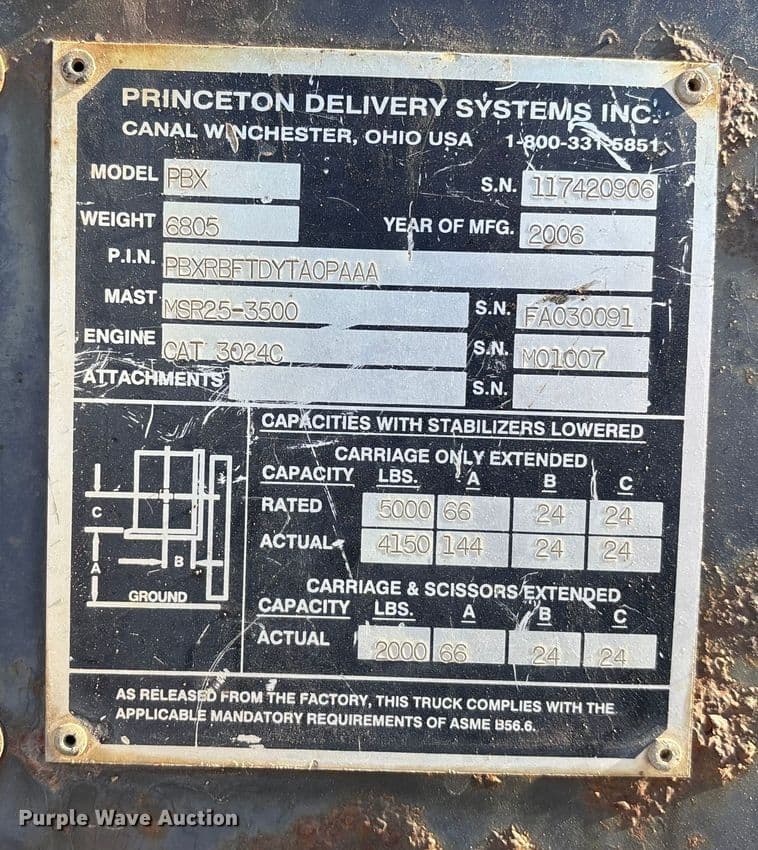 PRINCETON DELIVERY SYSTEMS INC.
CANAL WINCHESTER, OHIO USA 1-800-331-5851
MODEL PBX S.N. 117420906
WEIGHT 6805 YEAR OF MFG. 2006
P.I.N. PBXRBFTDYTAOPAAA
MAST MSR25-3500 S.N. FA030091
ENGINE CAT 3024C S.N. M01007
ATTACHMENTS S.N.
CAPACITIES WITH STABILIZERS LOWERED
CARRIAGE ONLY EXTENDED
CAPACITY LBS. A B C
RATED 5000 66 24 24
ACTUAL 4150 144 24 24
CARRIAGE & SCISSORS EXTENDED
CAPACITY LBS. A B C
ACTUAL 2000 66 24 24
C
B
A
GROUND
AS RELEASED FROM THE FACTORY, THIS TRUCK COMPLIES WITH THE
APPLICABLE MANDATORY REQUIREMENTS OF ASME B56.6.
Purple Wave Auction